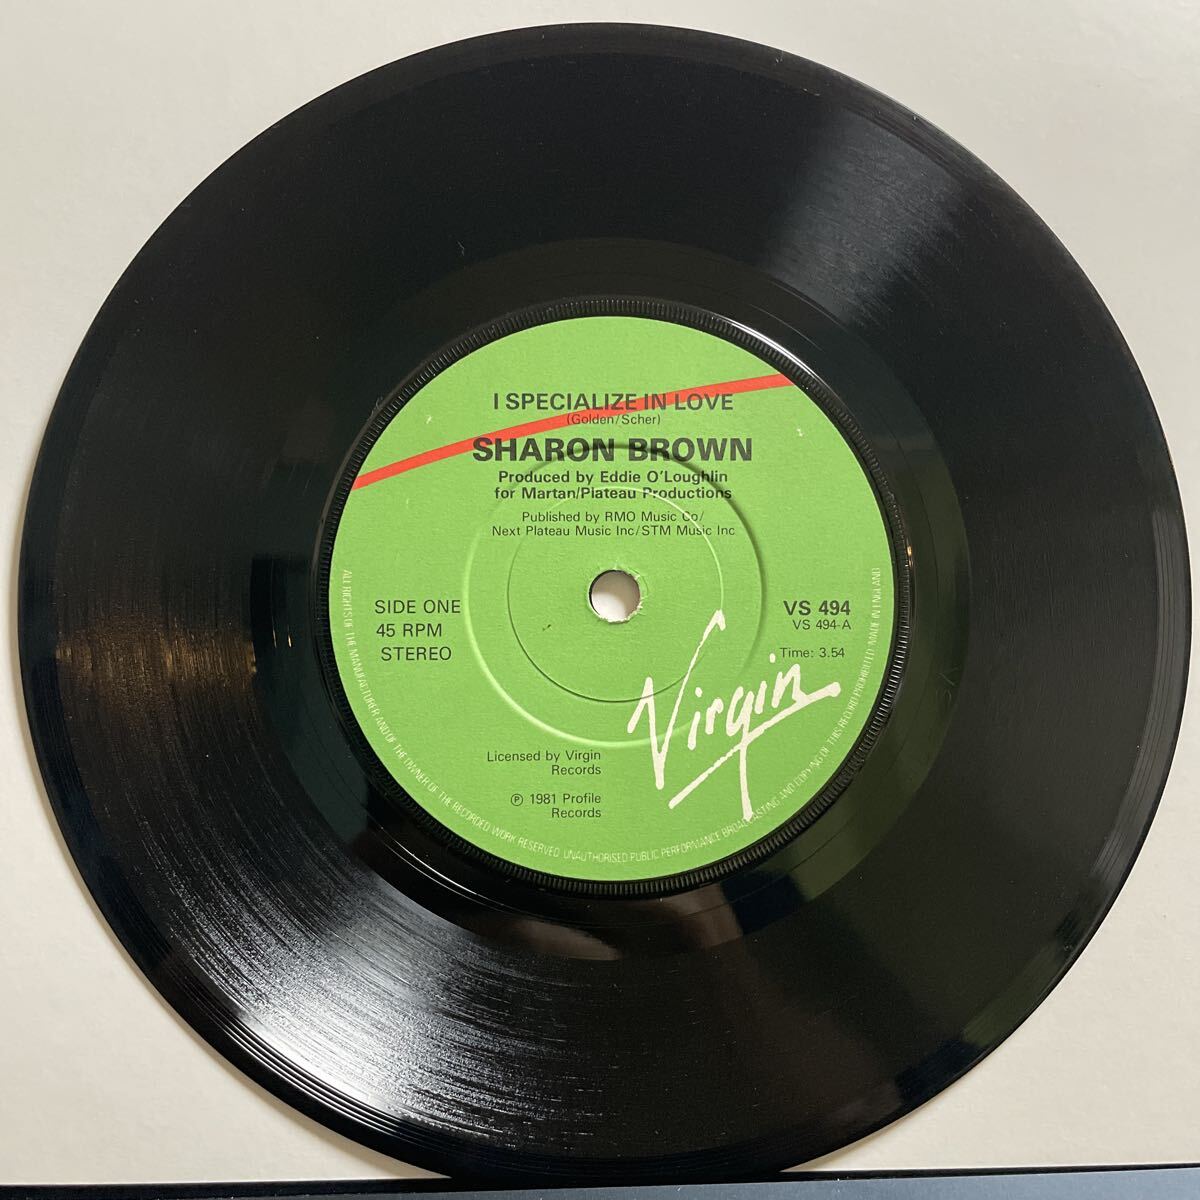 I SPECIALIZE IN LOVE
(Golden/Scher)
SHARON BROWN
Produced by Eddie O'Loughlin
for Martan/Plateau Productions
Published by RMO Music Co/
Next Plateau Music Inc/STM Music Inc
SIDE ONE
45 RPM
STEREO
VS 494
VS 494-A
Time: 3.54
Virgin
Licensed by Virgin
Records
℗ 1981 Profile
Records
ALL RIGHTS OF THE MANUFACTURER AND OF THE OWNER OF THE RECORDED WORK RESERVED. UNAUTHORISED PUBLIC PERFORMANCE BROADCASTING AND COPYING OF THIS RECORD PROHIBITED. MADE IN ENGLAND